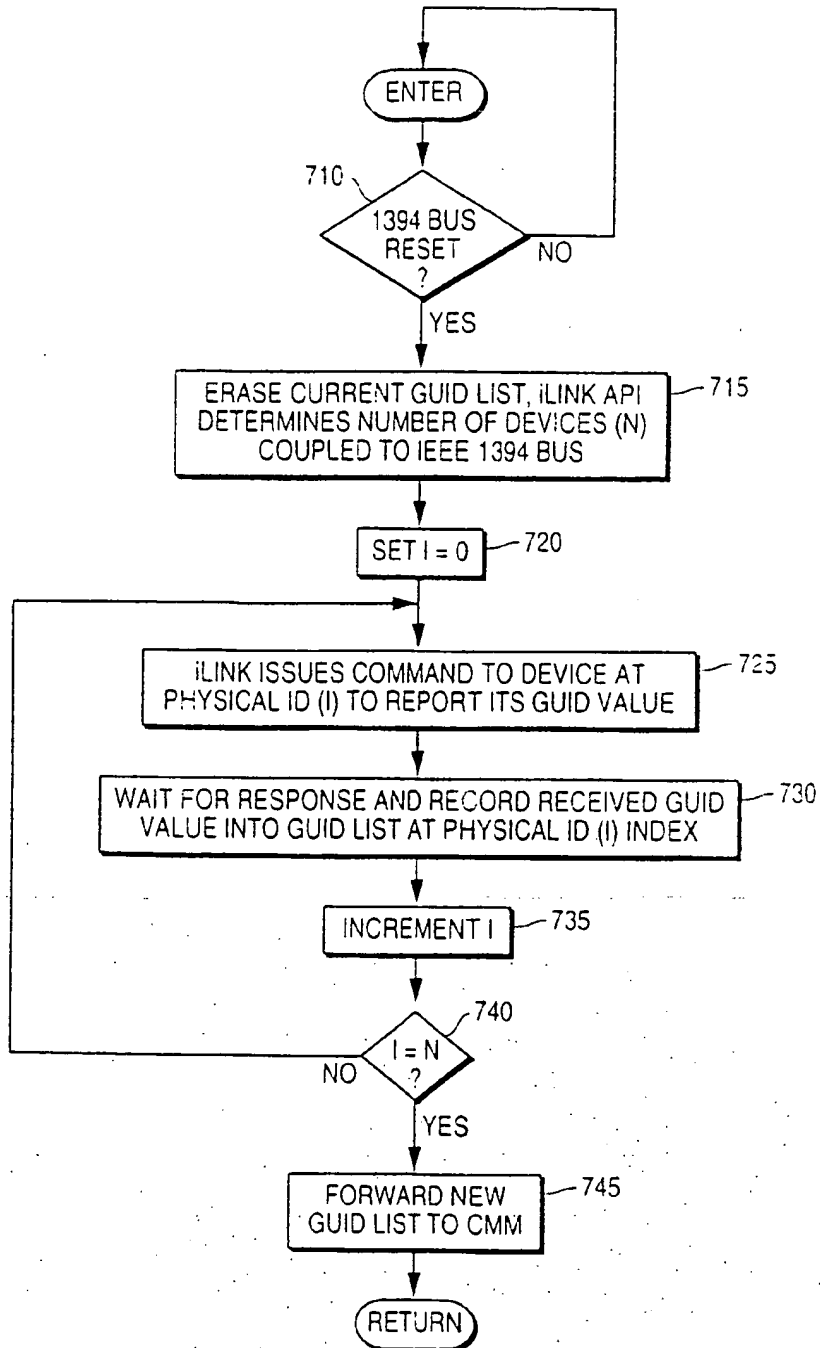 ENTER
710
1394 BUS
RESET
?
NO
YES
ERASE CURRENT GUID LIST, iLINK API
DETERMINES NUMBER OF DEVICES (N)
COUPLED TO IEEE 1394 BUS
715
SET I = 0
720
iLINK ISSUES COMMAND TO DEVICE AT
PHYSICAL ID (I) TO REPORT ITS GUID VALUE
725
WAIT FOR RESPONSE AND RECORD RECEIVED GUID
VALUE INTO GUID LIST AT PHYSICAL ID (I) INDEX
730
INCREMENT I
735
740
I = N
?
NO
YES
FORWARD NEW
GUID LIST TO CMM
745
RETURN